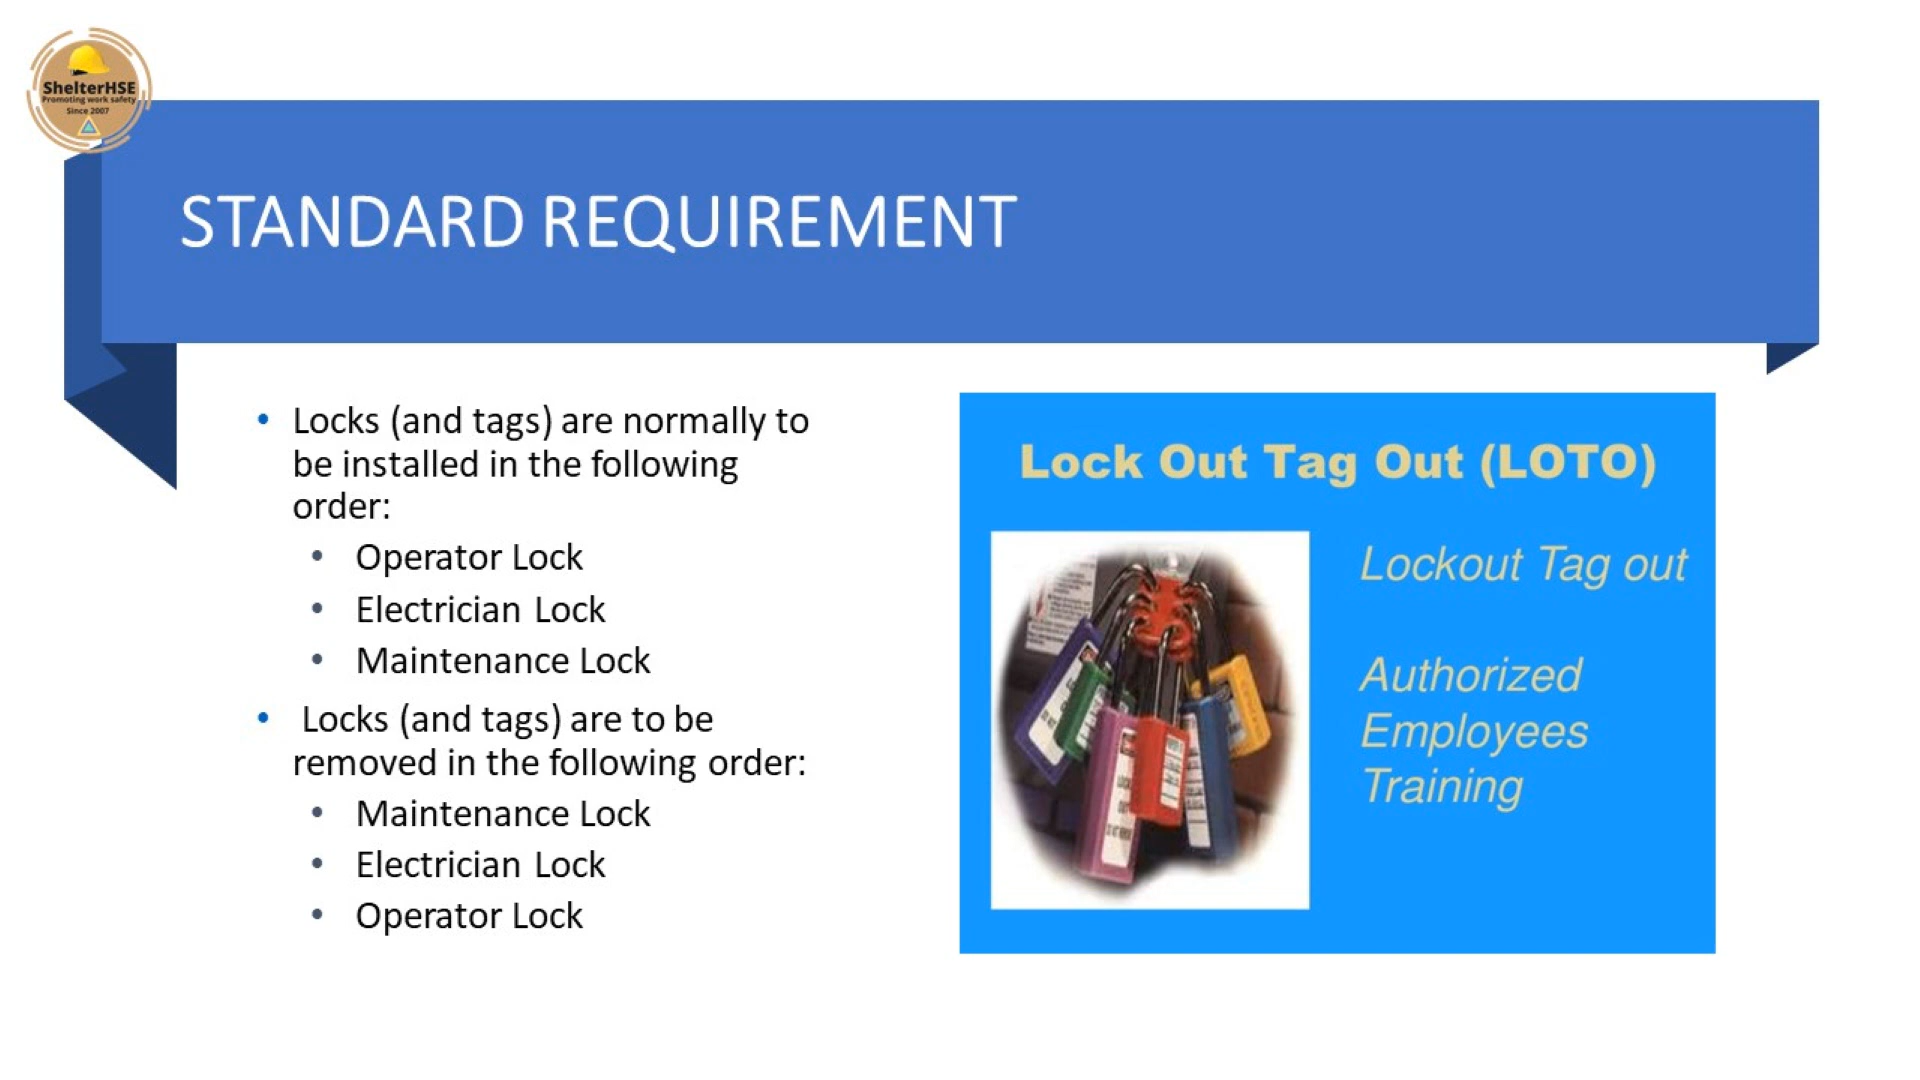 ShelterHSE
Promoting work safety
Since 2007
STANDARD REQUIREMENT
• Locks (and tags) are normally to
be installed in the following
order:
• Operator Lock
• Electrician Lock
• Maintenance Lock
• Locks (and tags) are to be
removed in the following order:
• Maintenance Lock
• Electrician Lock
• Operator Lock
Lock Out Tag Out (LOTO)
Lockout Tag out
Authorized
Employees
Training